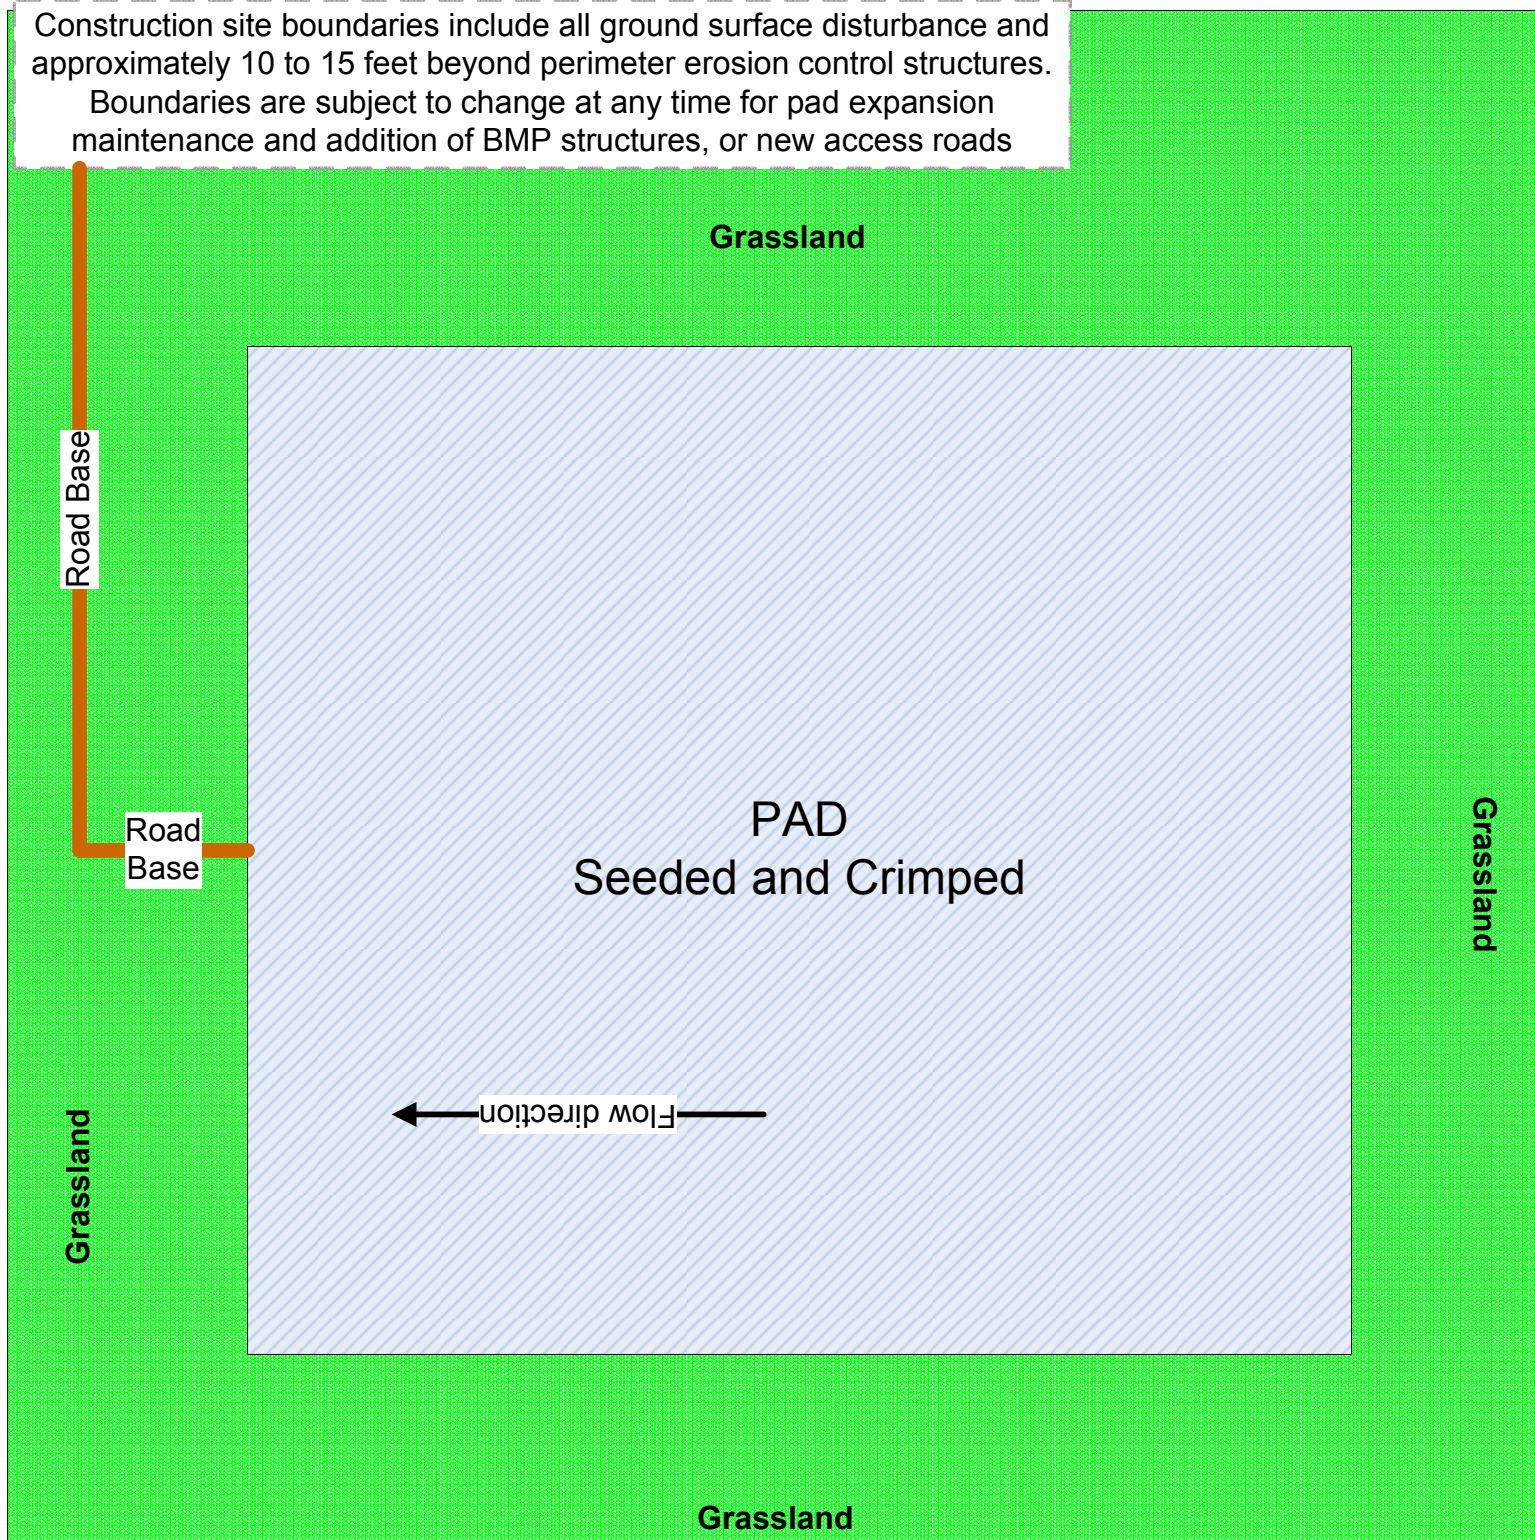 Construction site boundaries include all ground surface disturbance and
approximately 10 to 15 feet beyond perimeter erosion control structures.
Boundaries are subject to change at any time for pad expansion
maintenance and addition of BMP structures, or new access roads
Grassland
Road Base
Road
Base
PAD
Seeded and Crimped
Grassland
Flow direction
Grassland
Grassland